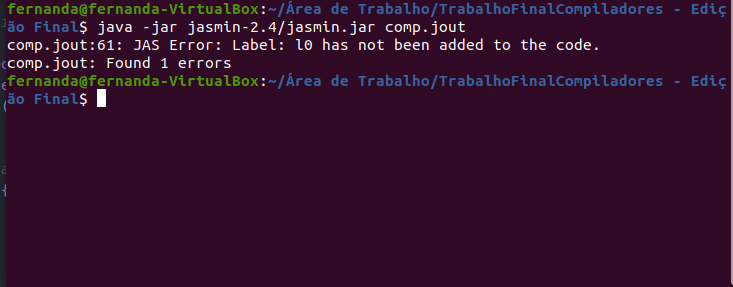 fernanda@fernanda-VirtualBox:~/Área de Trabalho/TrabalhoFinalCompiladores - Ediç
ão Final$ java -jar jasmin-2.4/jasmin.jar comp.jout
comp.jout:61: JAS Error: Label: l0 has not been added to the code.
comp.jout: Found 1 errors
fernanda@fernanda-VirtualBox:~/Área de Trabalho/TrabalhoFinalCompiladores - Ediç
ão Final$